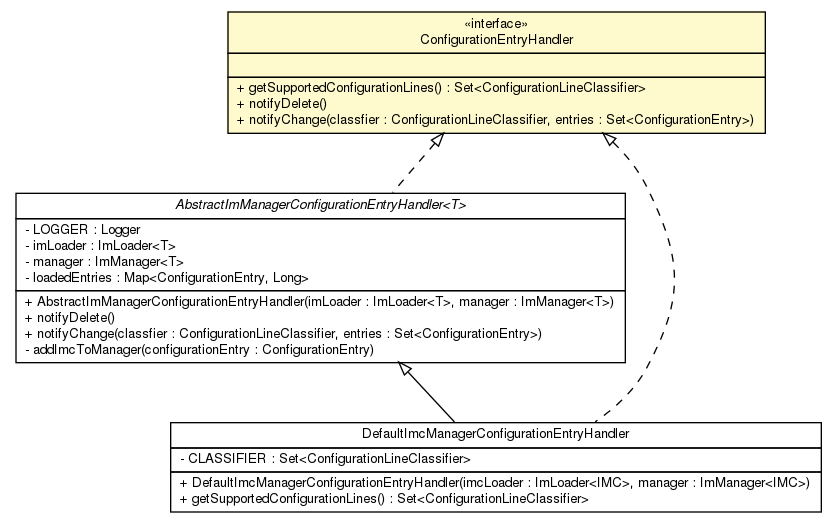 «interface»
ConfigurationEntryHandler
+ getSupportedConfigurationLines() : Set<ConfigurationLineClassifier>
+ notifyDelete()
+ notifyChange(classfier : ConfigurationLineClassifier, entries : Set<ConfigurationEntry>)
AbstractImManagerConfigurationEntryHandler<T>
- LOGGER : Logger
- imLoader : ImLoader<T>
- manager : ImManager<T>
- loadedEntries : Map<ConfigurationEntry, Long>
+ AbstractImManagerConfigurationEntryHandler(imLoader : ImLoader<T>, manager : ImManager<T>)
+ notifyDelete()
+ notifyChange(classfier : ConfigurationLineClassifier, entries : Set<ConfigurationEntry>)
- addImcToManager(configurationEntry : ConfigurationEntry)
DefaultImcManagerConfigurationEntryHandler
- CLASSIFIER : Set<ConfigurationLineClassifier>
+ DefaultImcManagerConfigurationEntryHandler(imcLoader : ImLoader<IMC>, manager : ImManager<IMC>)
+ getSupportedConfigurationLines() : Set<ConfigurationLineClassifier>